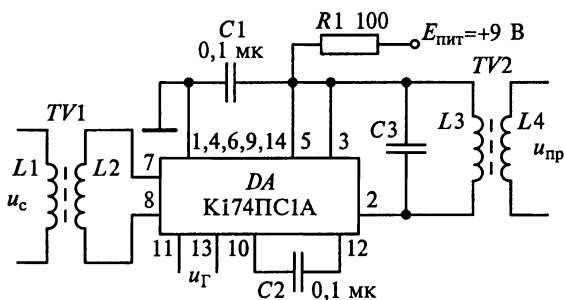 C1
0,1 мк
R1 100
Eпит=+9 В
TV1
TV2
1,4,6,9,14
5
3
C3
L3
L4
uпр
L1
L2
uс
7
8
DA
К174ПС1А
2
11
13
10
12
uГ
C2
0,1 мк